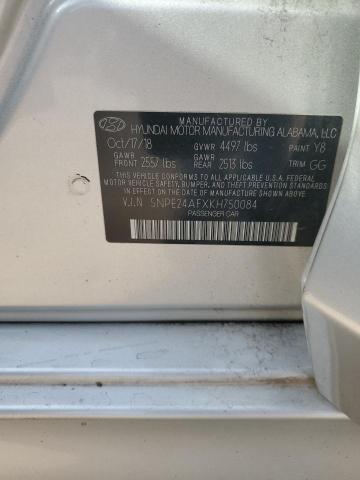 MANUFACTURED BY
HYUNDAI MOTOR MANUFACTURING ALABAMA, LLC
Oct/17/18 GVWR 4497 lbs PAINT Y8
GAWR FRONT 2557 lbs GAWR REAR 2513 lbs TRIM GG
THIS VEHICLE CONFORMS TO ALL APPLICABLE U.S. FEDERAL
MOTOR VEHICLE SAFETY, BUMPER, AND THEFT PREVENTION
STANDARDS IN EFFECT ON THE DATE OF MANUFACTURE SHOWN
ABOVE.
V.I.N 5NPE24AFXKH750084
PASSENGER CAR